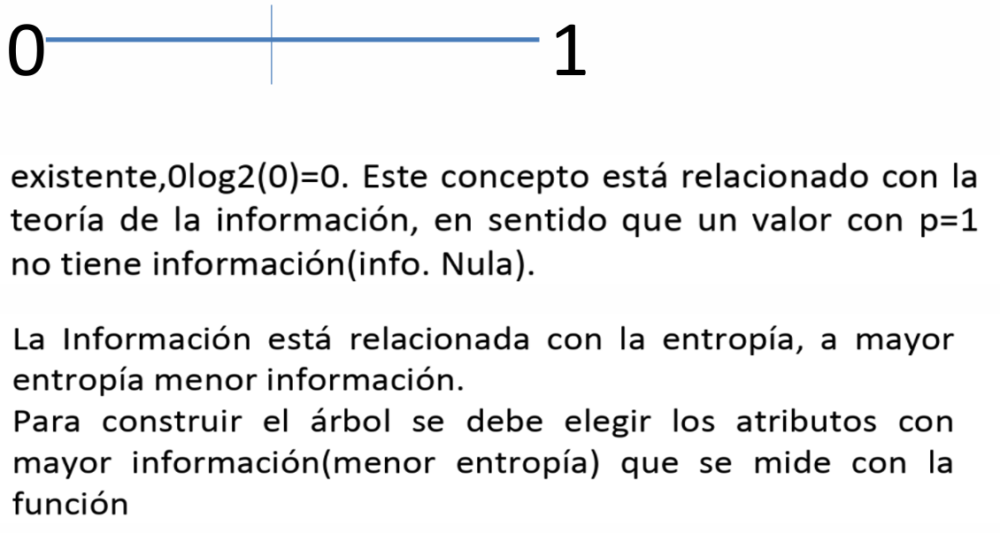 0 1
existente,0log2(0)=0. Este concepto está relacionado con la
teoría de la información, en sentido que un valor con p=1
no tiene información(info. Nula).
La Información está relacionada con la entropía, a mayor
entropía menor información.
Para construir el árbol se debe elegir los atributos con
mayor información(menor entropía) que se mide con la
función